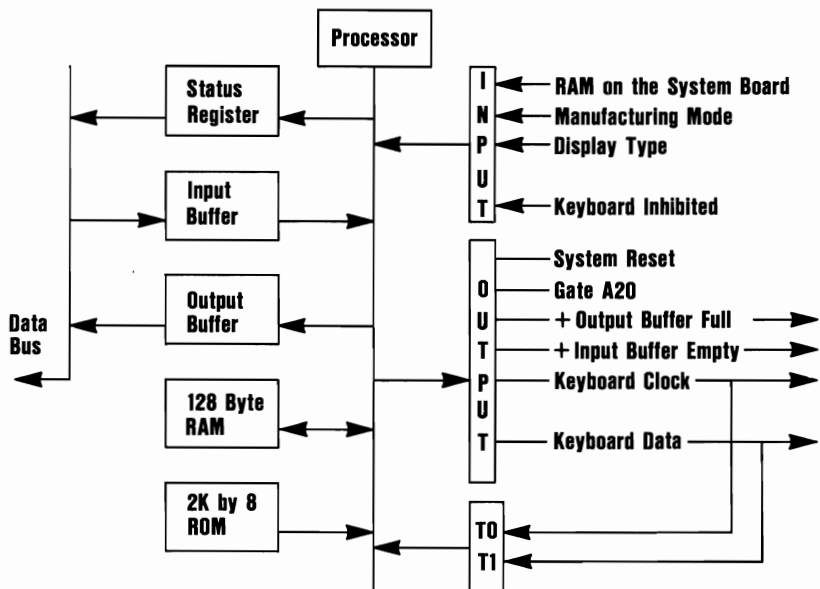 Processor
Status
Register
Input
Buffer
Output
Buffer
Data
Bus
128 Byte
RAM
2K by 8
ROM
INPUT
RAM on the System Board
Manufacturing Mode
Display Type
Keyboard Inhibited
OUTPUT
System Reset
Gate A20
+ Output Buffer Full
+ Input Buffer Empty
Keyboard Clock
Keyboard Data
T0
T1